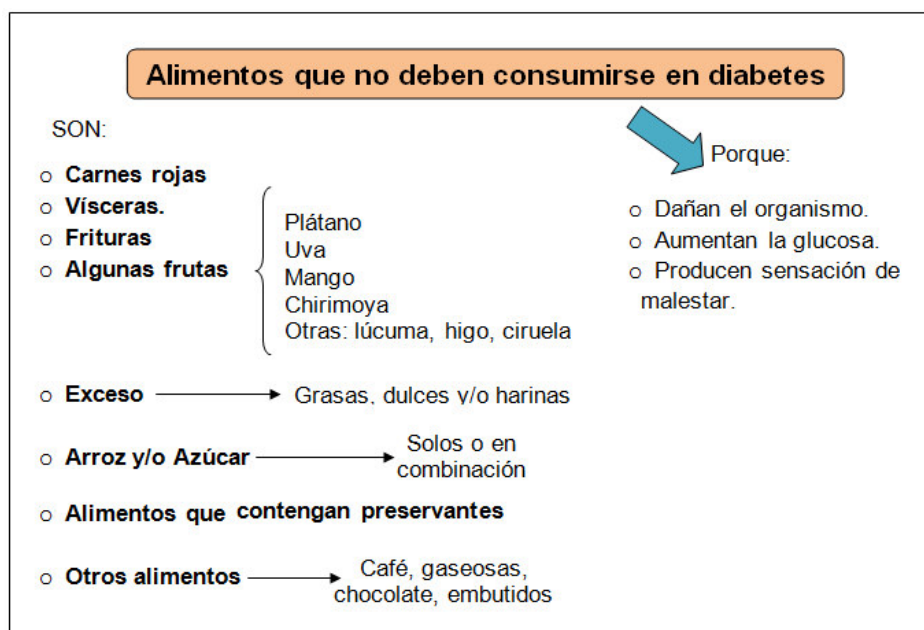 Alimentos que no deben consumirse en diabetes
SON:
Carnes rojas
Vísceras.
Frituras
Algunas frutas
Plátano
Uva
Mango
Chirimoya
Otras: lúcuma, higo, ciruela
Exceso
Grasas, dulces y/o harinas
Arroz y/o Azúcar
Solos o en
combinación
Alimentos que contengan preservantes
Otros alimentos
Café, gaseosas,
chocolate, embutidos
Porque:
Dañan el organismo.
Aumentan la glucosa.
Producen sensación de
malestar.